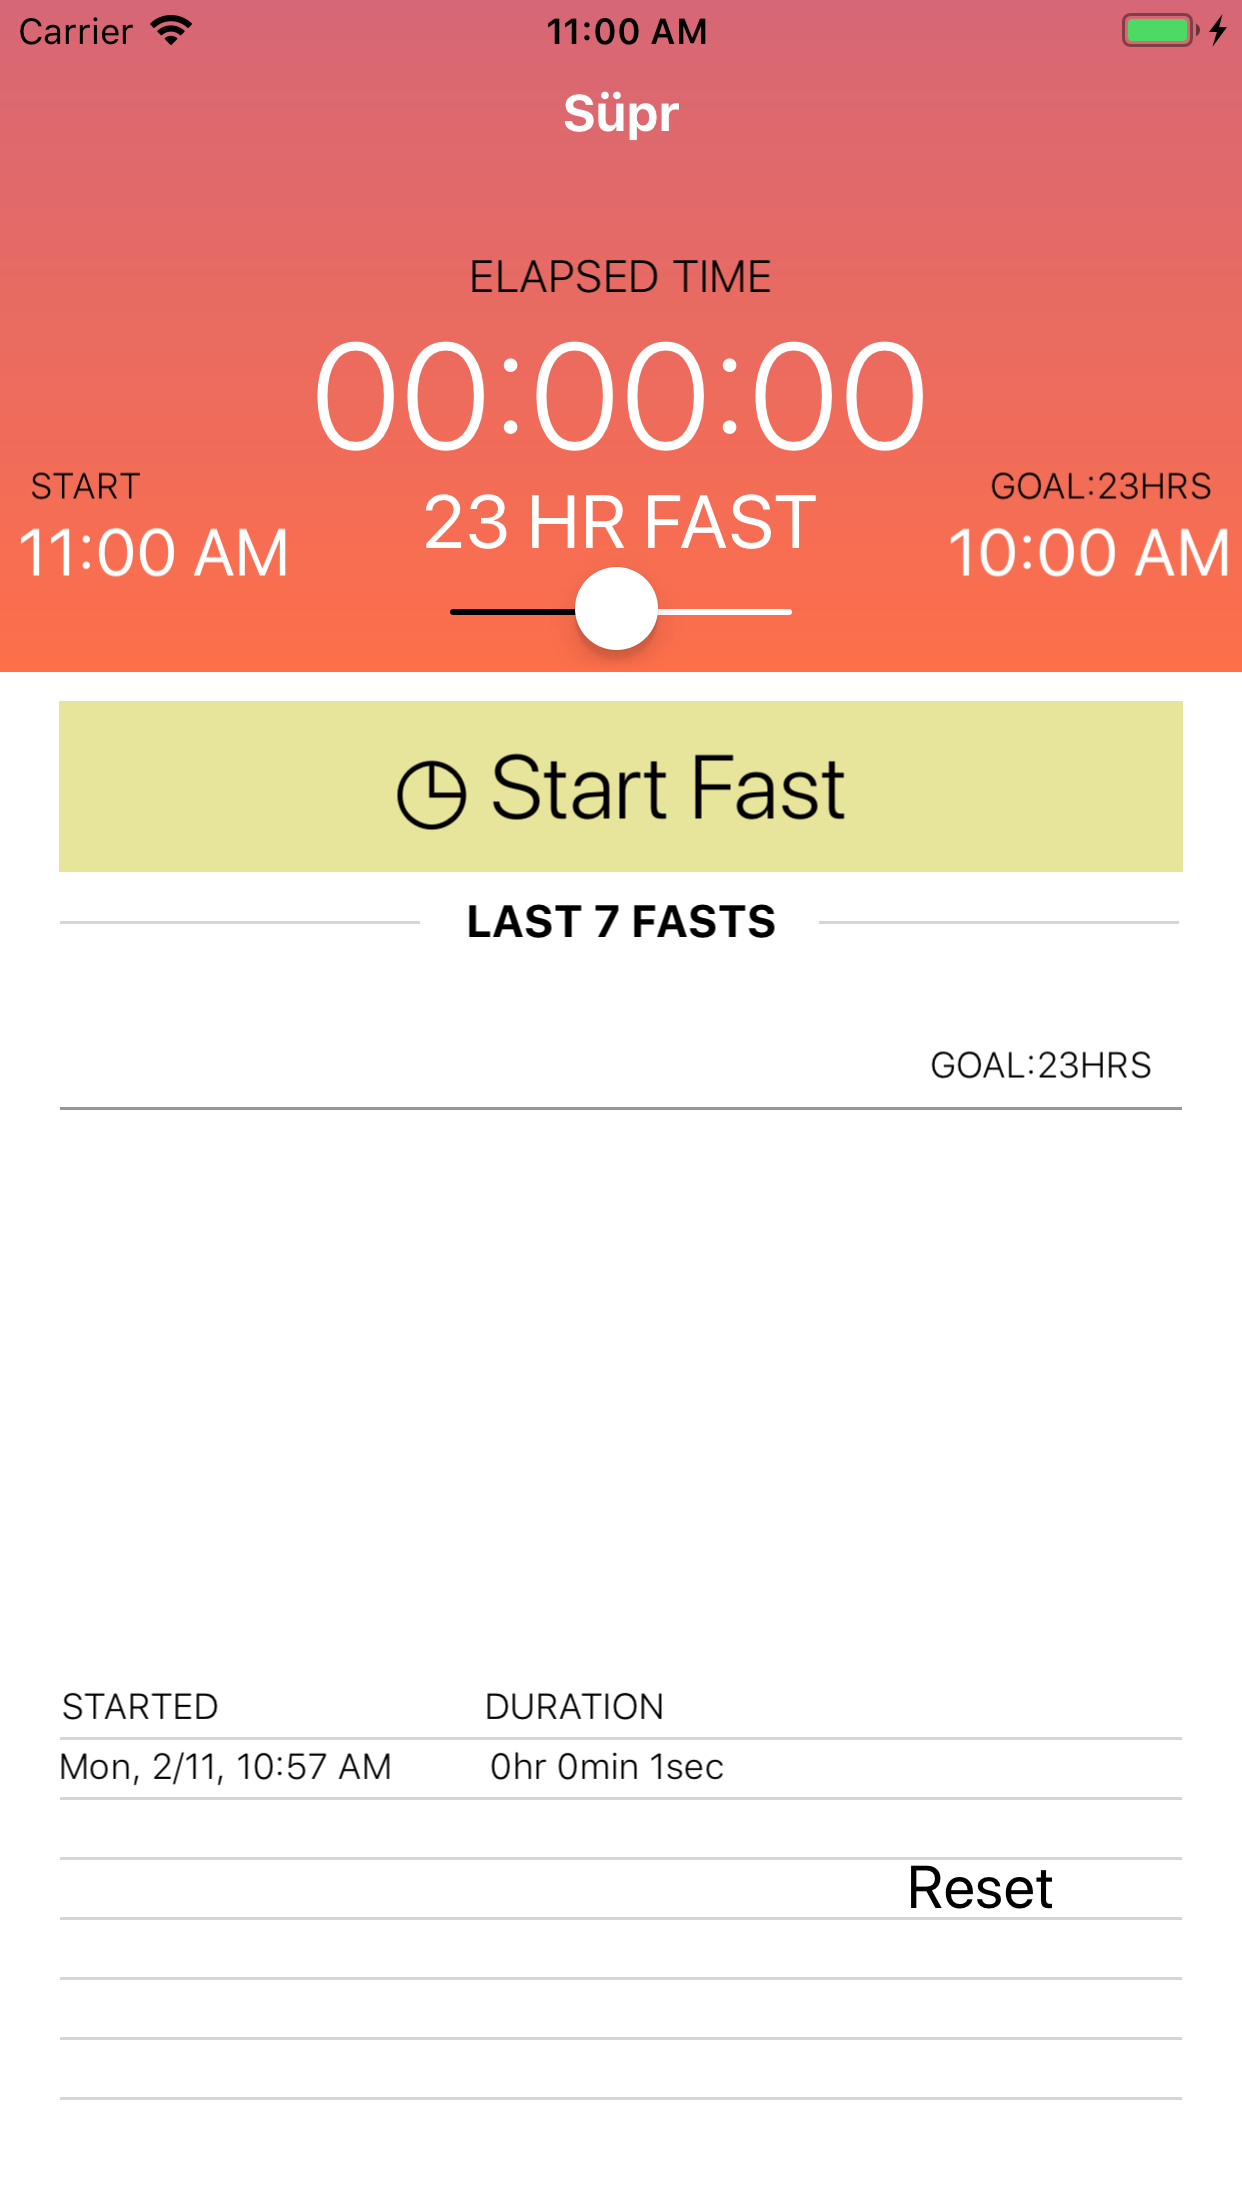 Carrier 11:00 AM
Süpr
ELAPSED TIME
00:00:00
START
GOAL:23HRS
11:00 AM
23 HR FAST
10:00 AM
Start Fast
LAST 7 FASTS
GOAL:23HRS
STARTED DURATION
Mon, 2/11, 10:57 AM 0hr 0min 1sec
Reset